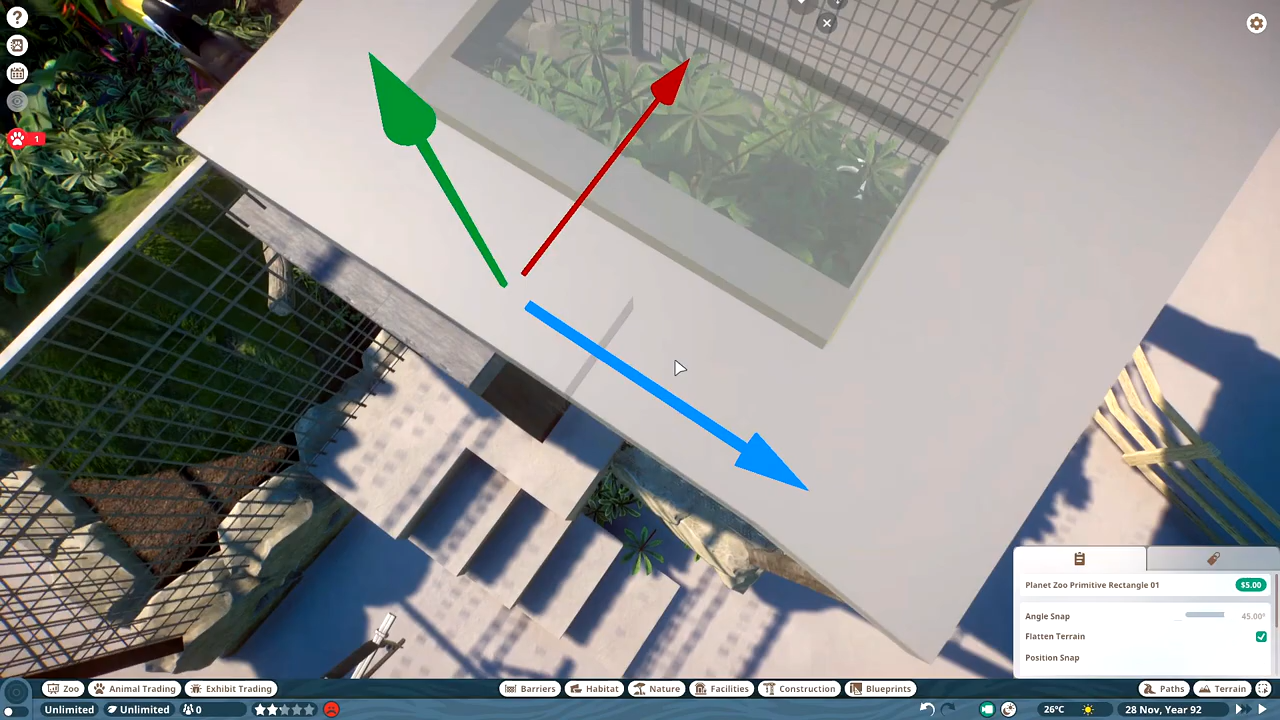 ?
1
Planet Zoo Primitive Rectangle 01 $5.00
Angle Snap 45.00°
Flatten Terrain
Position Snap
Zoo Animal Trading Exhibit Trading Barriers Habitat Nature Facilities Construction Blueprints Paths Terrain
Unlimited Unlimited 0 26°C 28 Nov, Year 92